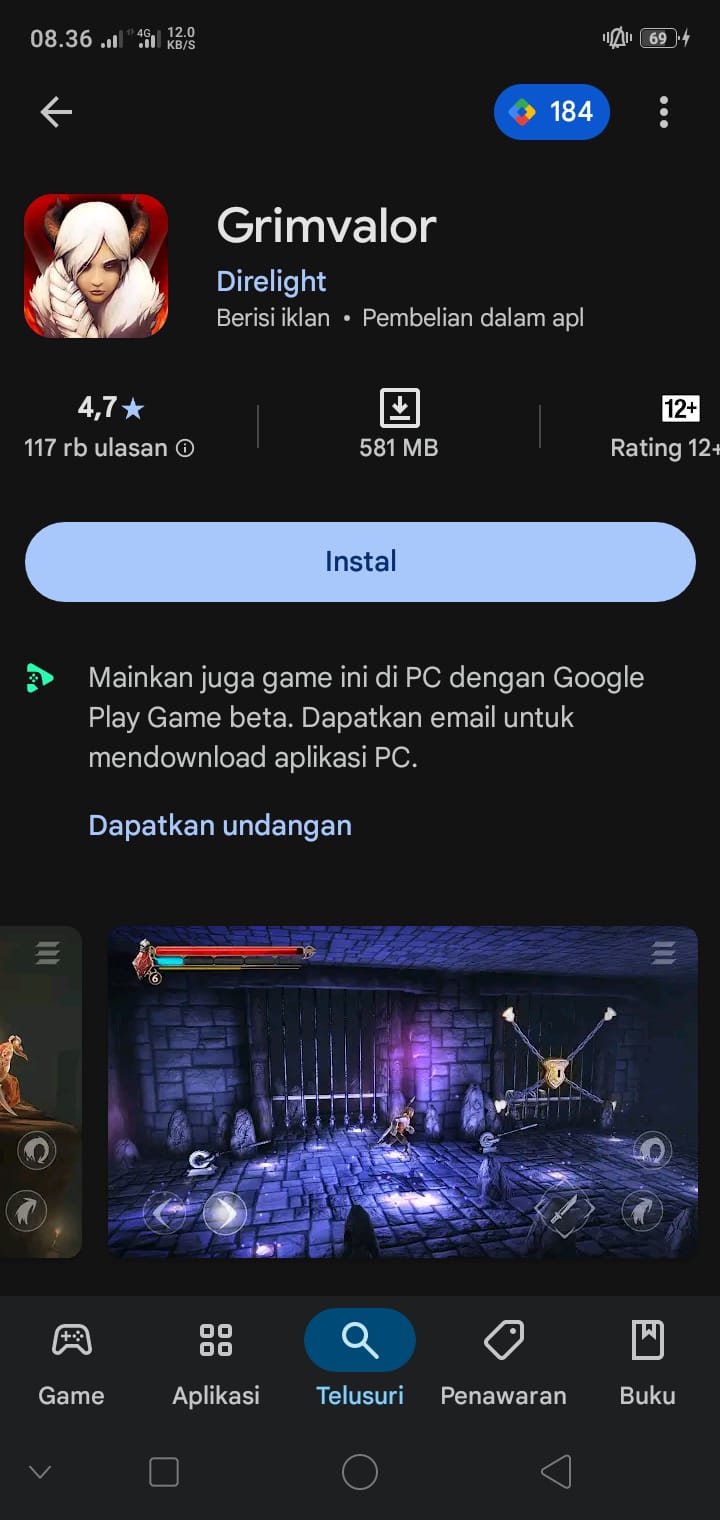 08.36 4G 12.0 KB/S 69
184
Grimvalor
Direlight
Berisi iklan • Pembelian dalam apl
4,7★ 12+
117 rb ulasan 581 MB Rating 12+
Instal
Mainkan juga game ini di PC dengan Google
Play Game beta. Dapatkan email untuk
mendownload aplikasi PC.
Dapatkan undangan
6
Game Aplikasi Telusuri Penawaran Buku